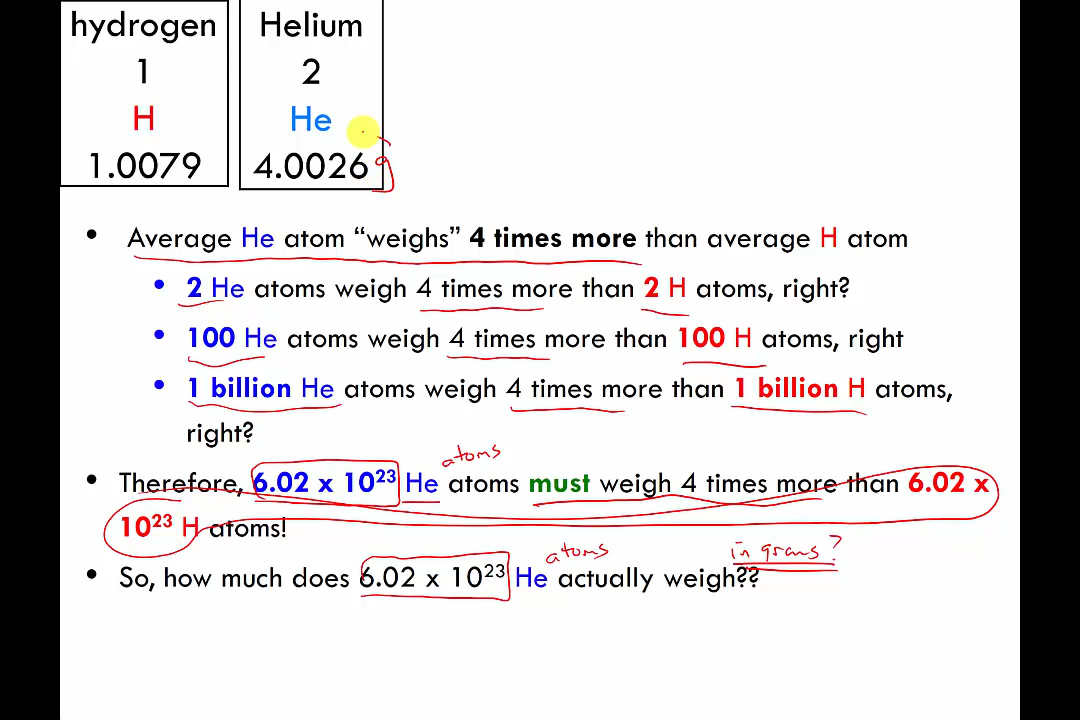 hydrogen
1
H
1.0079
Helium
2
He
4.0026 g
• Average He atom “weighs” 4 times more than average H atom
• 2 He atoms weigh 4 times more than 2 H atoms, right?
• 100 He atoms weigh 4 times more than 100 H atoms, right
• 1 billion He atoms weigh 4 times more than 1 billion H atoms,
right?
atoms
• Therefore, 6.02 x 10²³ He atoms must weigh 4 times more than 6.02 x
10²³ H atoms!
atoms in grams?
• So, how much does 6.02 x 10²³ He actually weigh??